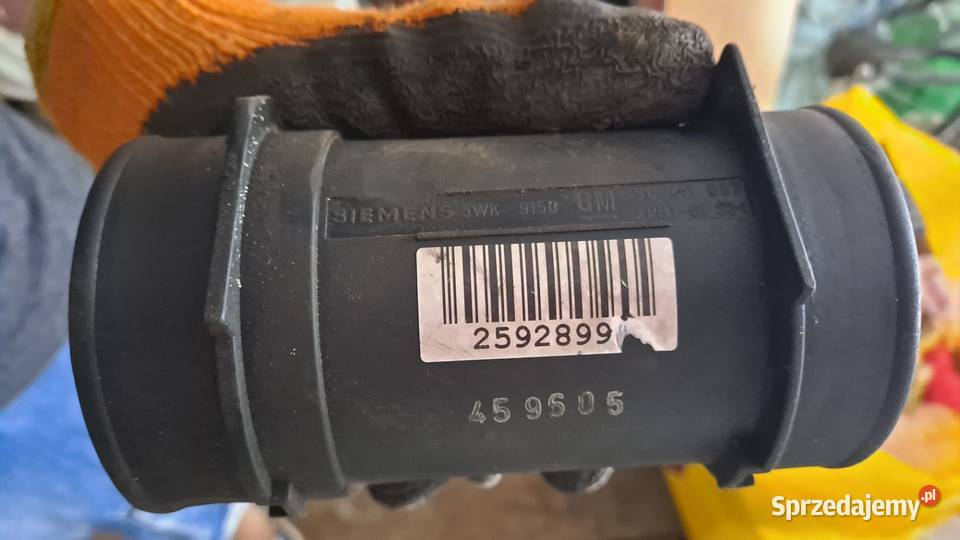 SIEMENS 5WK 9150 GM
2592899
459605
Sprzedajemy.pl